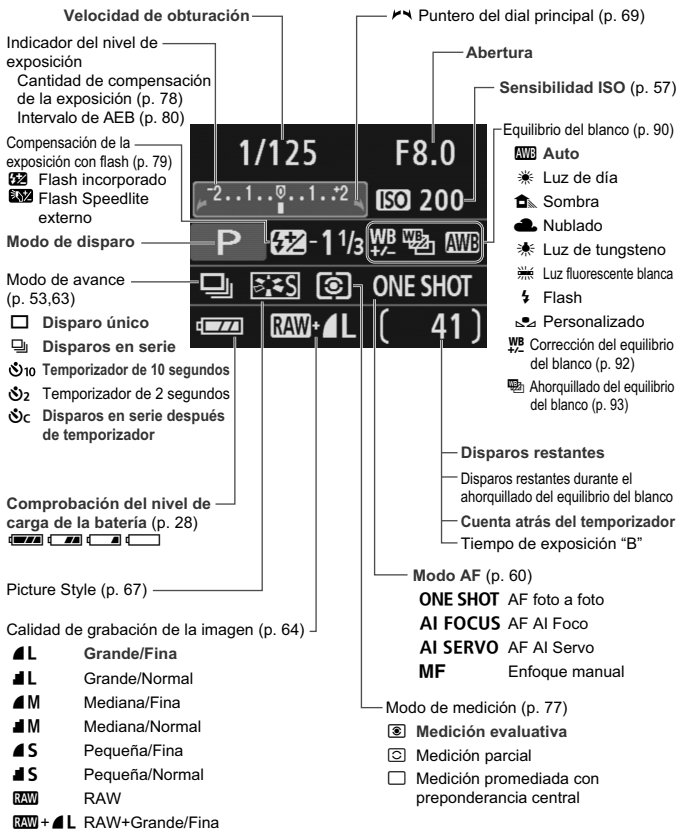 Velocidad de obturación
Puntero del dial principal (p. 69)
Indicador del nivel de
exposición
Cantidad de compensación
de la exposición (p. 78)
Intervalo de AEB (p. 80)
Compensación de la
exposición con flash (p. 79)
Flash incorporado
Flash Speedlite
externo
Modo de disparo
Modo de avance
(p. 53,63)
Disparo único
Disparos en serie
10 Temporizador de 10 segundos
2 Temporizador de 2 segundos
C Disparos en serie después
de temporizador
Comprobación del nivel de
carga de la batería (p. 28)
Picture Style (p. 67)
Calidad de grabación de la imagen (p. 64)
L Grande/Fina
L Grande/Normal
M Mediana/Fina
M Mediana/Normal
S Pequeña/Fina
S Pequeña/Normal
RAW RAW
RAW+L RAW+Grande/Fina
1/125 F8.0
-2..1..0..1..+2 ISO 200
P -1 1/3 WB +/- WB AWB
S ONE SHOT
RAW+L [ 41 ]
Abertura
Sensibilidad ISO (p. 57)
Equilibrio del blanco (p. 90)
AWB Auto
Luz de día
Sombra
Nublado
Luz de tungsteno
Luz fluorescente blanca
Flash
Personalizado
WB +/- Corrección del equilibrio
del blanco (p. 92)
WB Ahorquillado del equilibrio
del blanco (p. 93)
Disparos restantes
Disparos restantes durante el
ahorquillado del equilibrio del blanco
Cuenta atrás del temporizador
Tiempo de exposición “B”
Modo AF (p. 60)
ONE SHOT AF foto a foto
AI FOCUS AF AI Foco
AI SERVO AF AI Servo
MF Enfoque manual
Modo de medición (p. 77)
Medición evaluativa
Medición parcial
Medición promediada con
preponderancia central